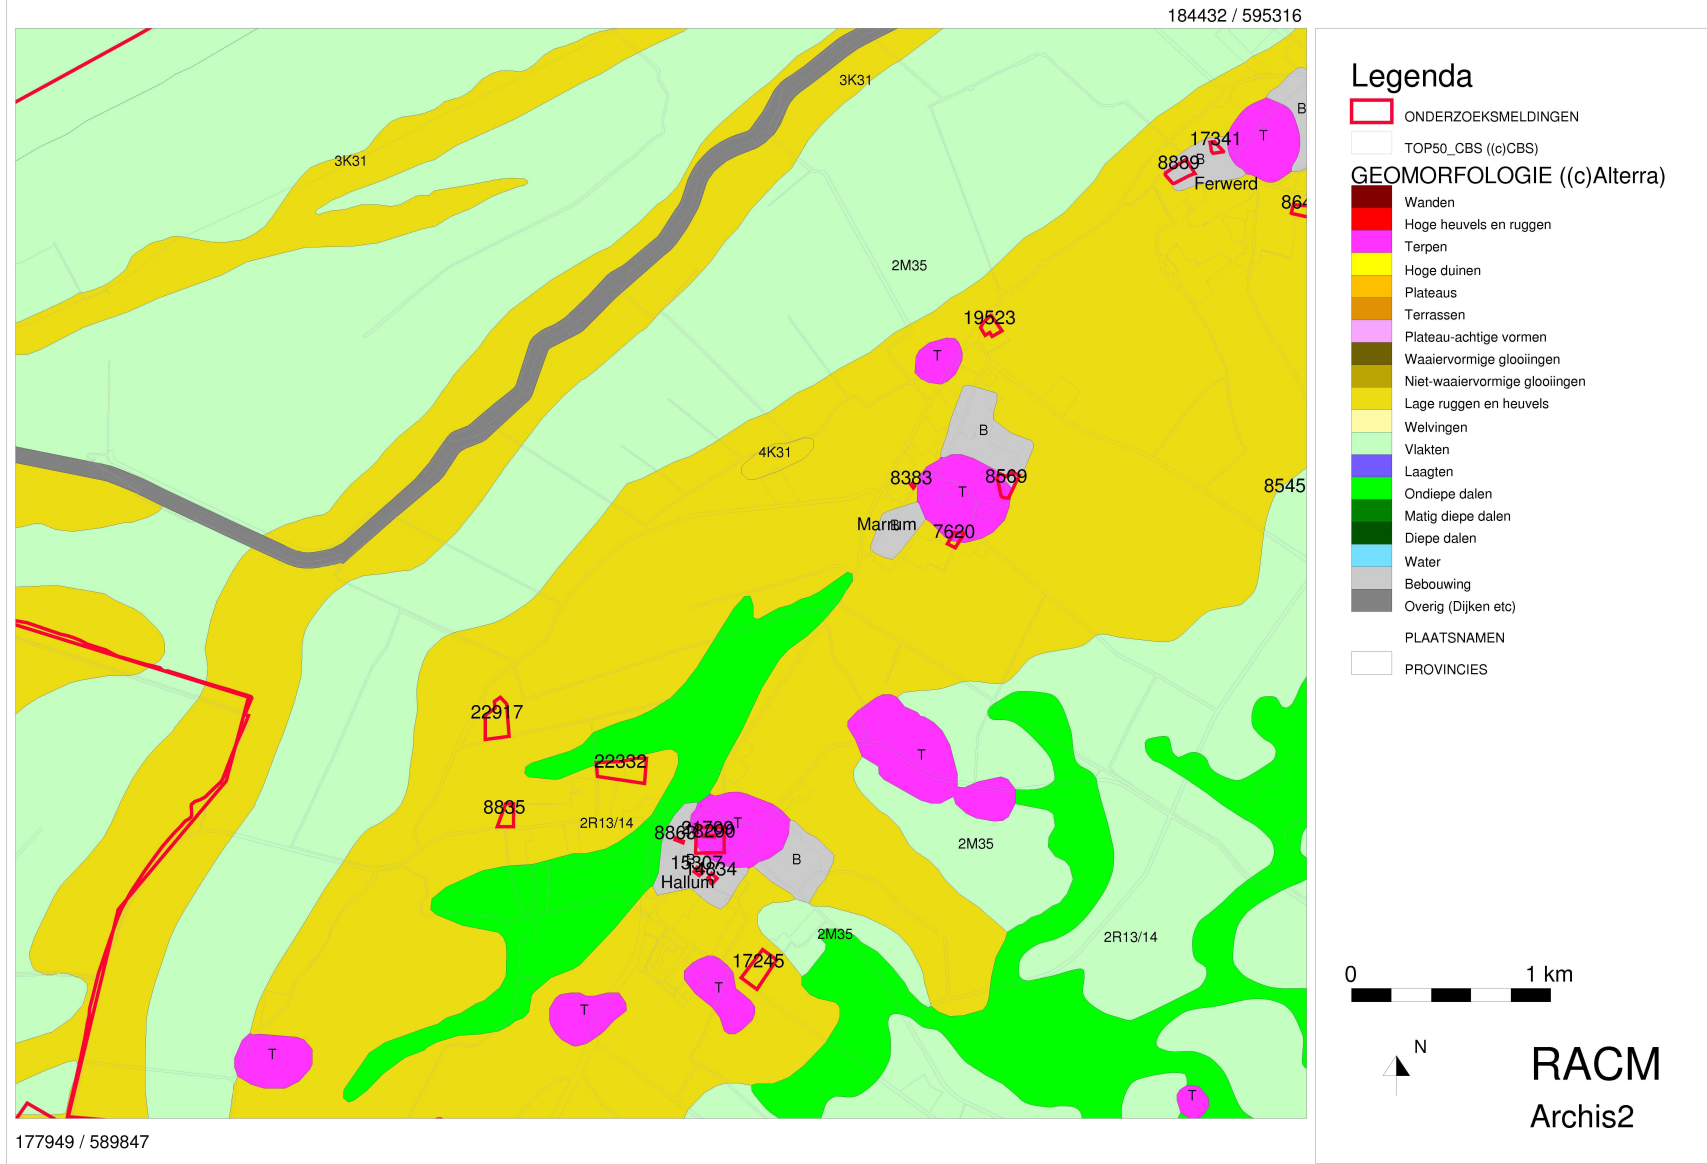 184432 / 595316
3K31
3K31
B
T
17341
B
8889
Ferwerd
2M35
19523
T
B
4K31
8383
8569
T
8545
Marrum
B
7620
22917
T
22332
8835
2R13/14
T
2M35
B
Hallum
14834
2M35
2R13/14
17245
T
T
T
T
177949 / 589847
Legenda
ONDERZOEKSMELDINGEN
TOP50_CBS ((c)CBS)
GEOMORFOLOGIE ((c)Alterra)
Wanden
Hoge heuvels en ruggen
Terpen
Hoge duinen
Plateaus
Terrassen
Plateau-achtige vormen
Waaiervormige glooiingen
Niet-waaiervormige glooiingen
Lage ruggen en heuvels
Welvingen
Vlakten
Laagten
Ondiepe dalen
Matig diepe dalen
Diepe dalen
Water
Bebouwing
Overig (Dijken etc)
PLAATSNAMEN
PROVINCIES
0 1 km
N
RACM
Archis2